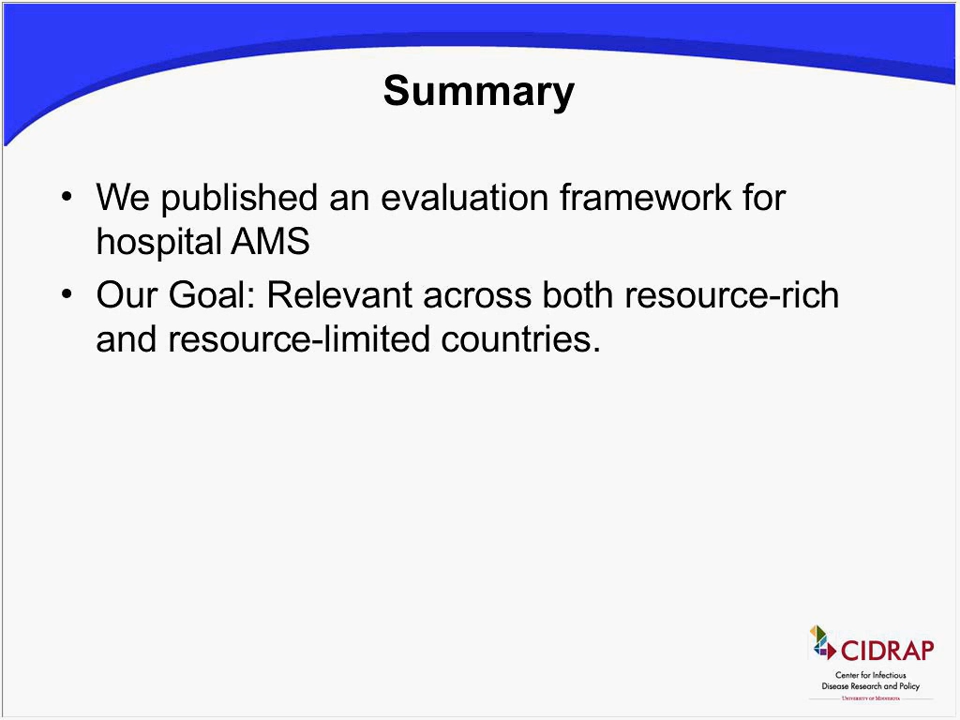 Summary
• We published an evaluation framework for
hospital AMS
• Our Goal: Relevant across both resource-rich
and resource-limited countries.
CIDRAP
Center for Infectious
Disease Research and Policy
UNIVERSITY OF MINNESOTA